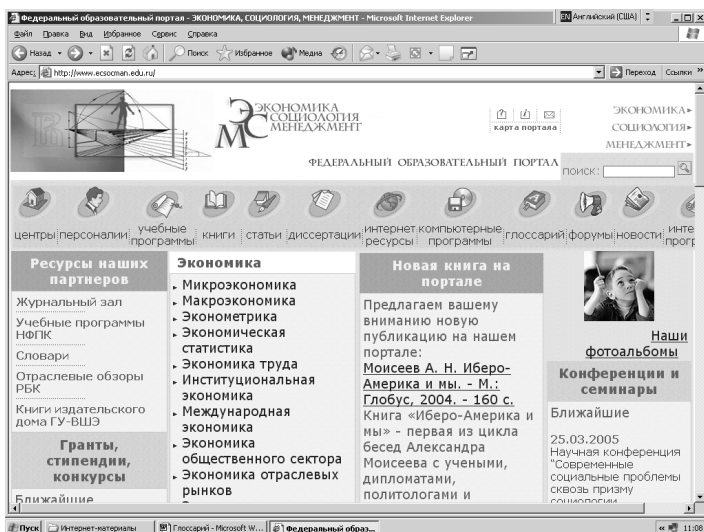 Федеральный образовательный портал - ЭКОНОМИКА, СОЦИОЛОГИЯ, МЕНЕДЖМЕНТ - Microsoft Internet Explorer
EN Английский (США)
Файл Правка Вид Избранное Сервис Справка
Назад Поиск Избранное Медиа
Адрес: http://www.ecsocman.edu.ru/ Переход Ссылки »
ЭСМ
ЭКОНОМИКА
СОЦИОЛОГИЯ
МЕНЕДЖМЕНТ
карта портала
ЭКОНОМИКА
СОЦИОЛОГИЯ
МЕНЕДЖМЕНТ
ФЕДЕРАЛЬНЫЙ ОБРАЗОВАТЕЛЬНЫЙ ПОРТАЛ
поиск:
центры персоналии учебные программы книги статьи диссертации интернет ресурсы компьютерные программы глоссарий форумы новости инте прогр
Ресурсы наших
партнеров
Журнальный зал
Учебные программы
НФПК
Словари
Отраслевые обзоры
РБК
Книги издательского
дома ГУ-ВШЭ
Гранты,
стипендии,
конкурсы
Ближайшие
Экономика
Микроэкономика
Макроэкономика
Эконометрика
Экономическая
статистика
Экономика труда
Институциональная
экономика
Международная
экономика
Экономика
общественного сектора
Экономика отраслевых
рынков
Новая книга на
портале
Предлагаем вашему
вниманию новую
публикацию на нашем
портале:
Моисеев А. Н. Иберо-
Америка и мы. - М.:
Глобус, 2004. - 160 с.
Книга «Иберо-Америка и
мы» - первая из цикла
бесед Александра
Моисеева с учеными,
дипломатами,
политологами и
Наши
фотоальбомы
Конференции и
семинары
Ближайшие
25.03.2005
Научная конференция
"Современные
социальные проблемы
сквозь призму
социологии
Пуск Интернет-материалы Глоссарий - Microsoft W... Федеральный образ... « 11:08